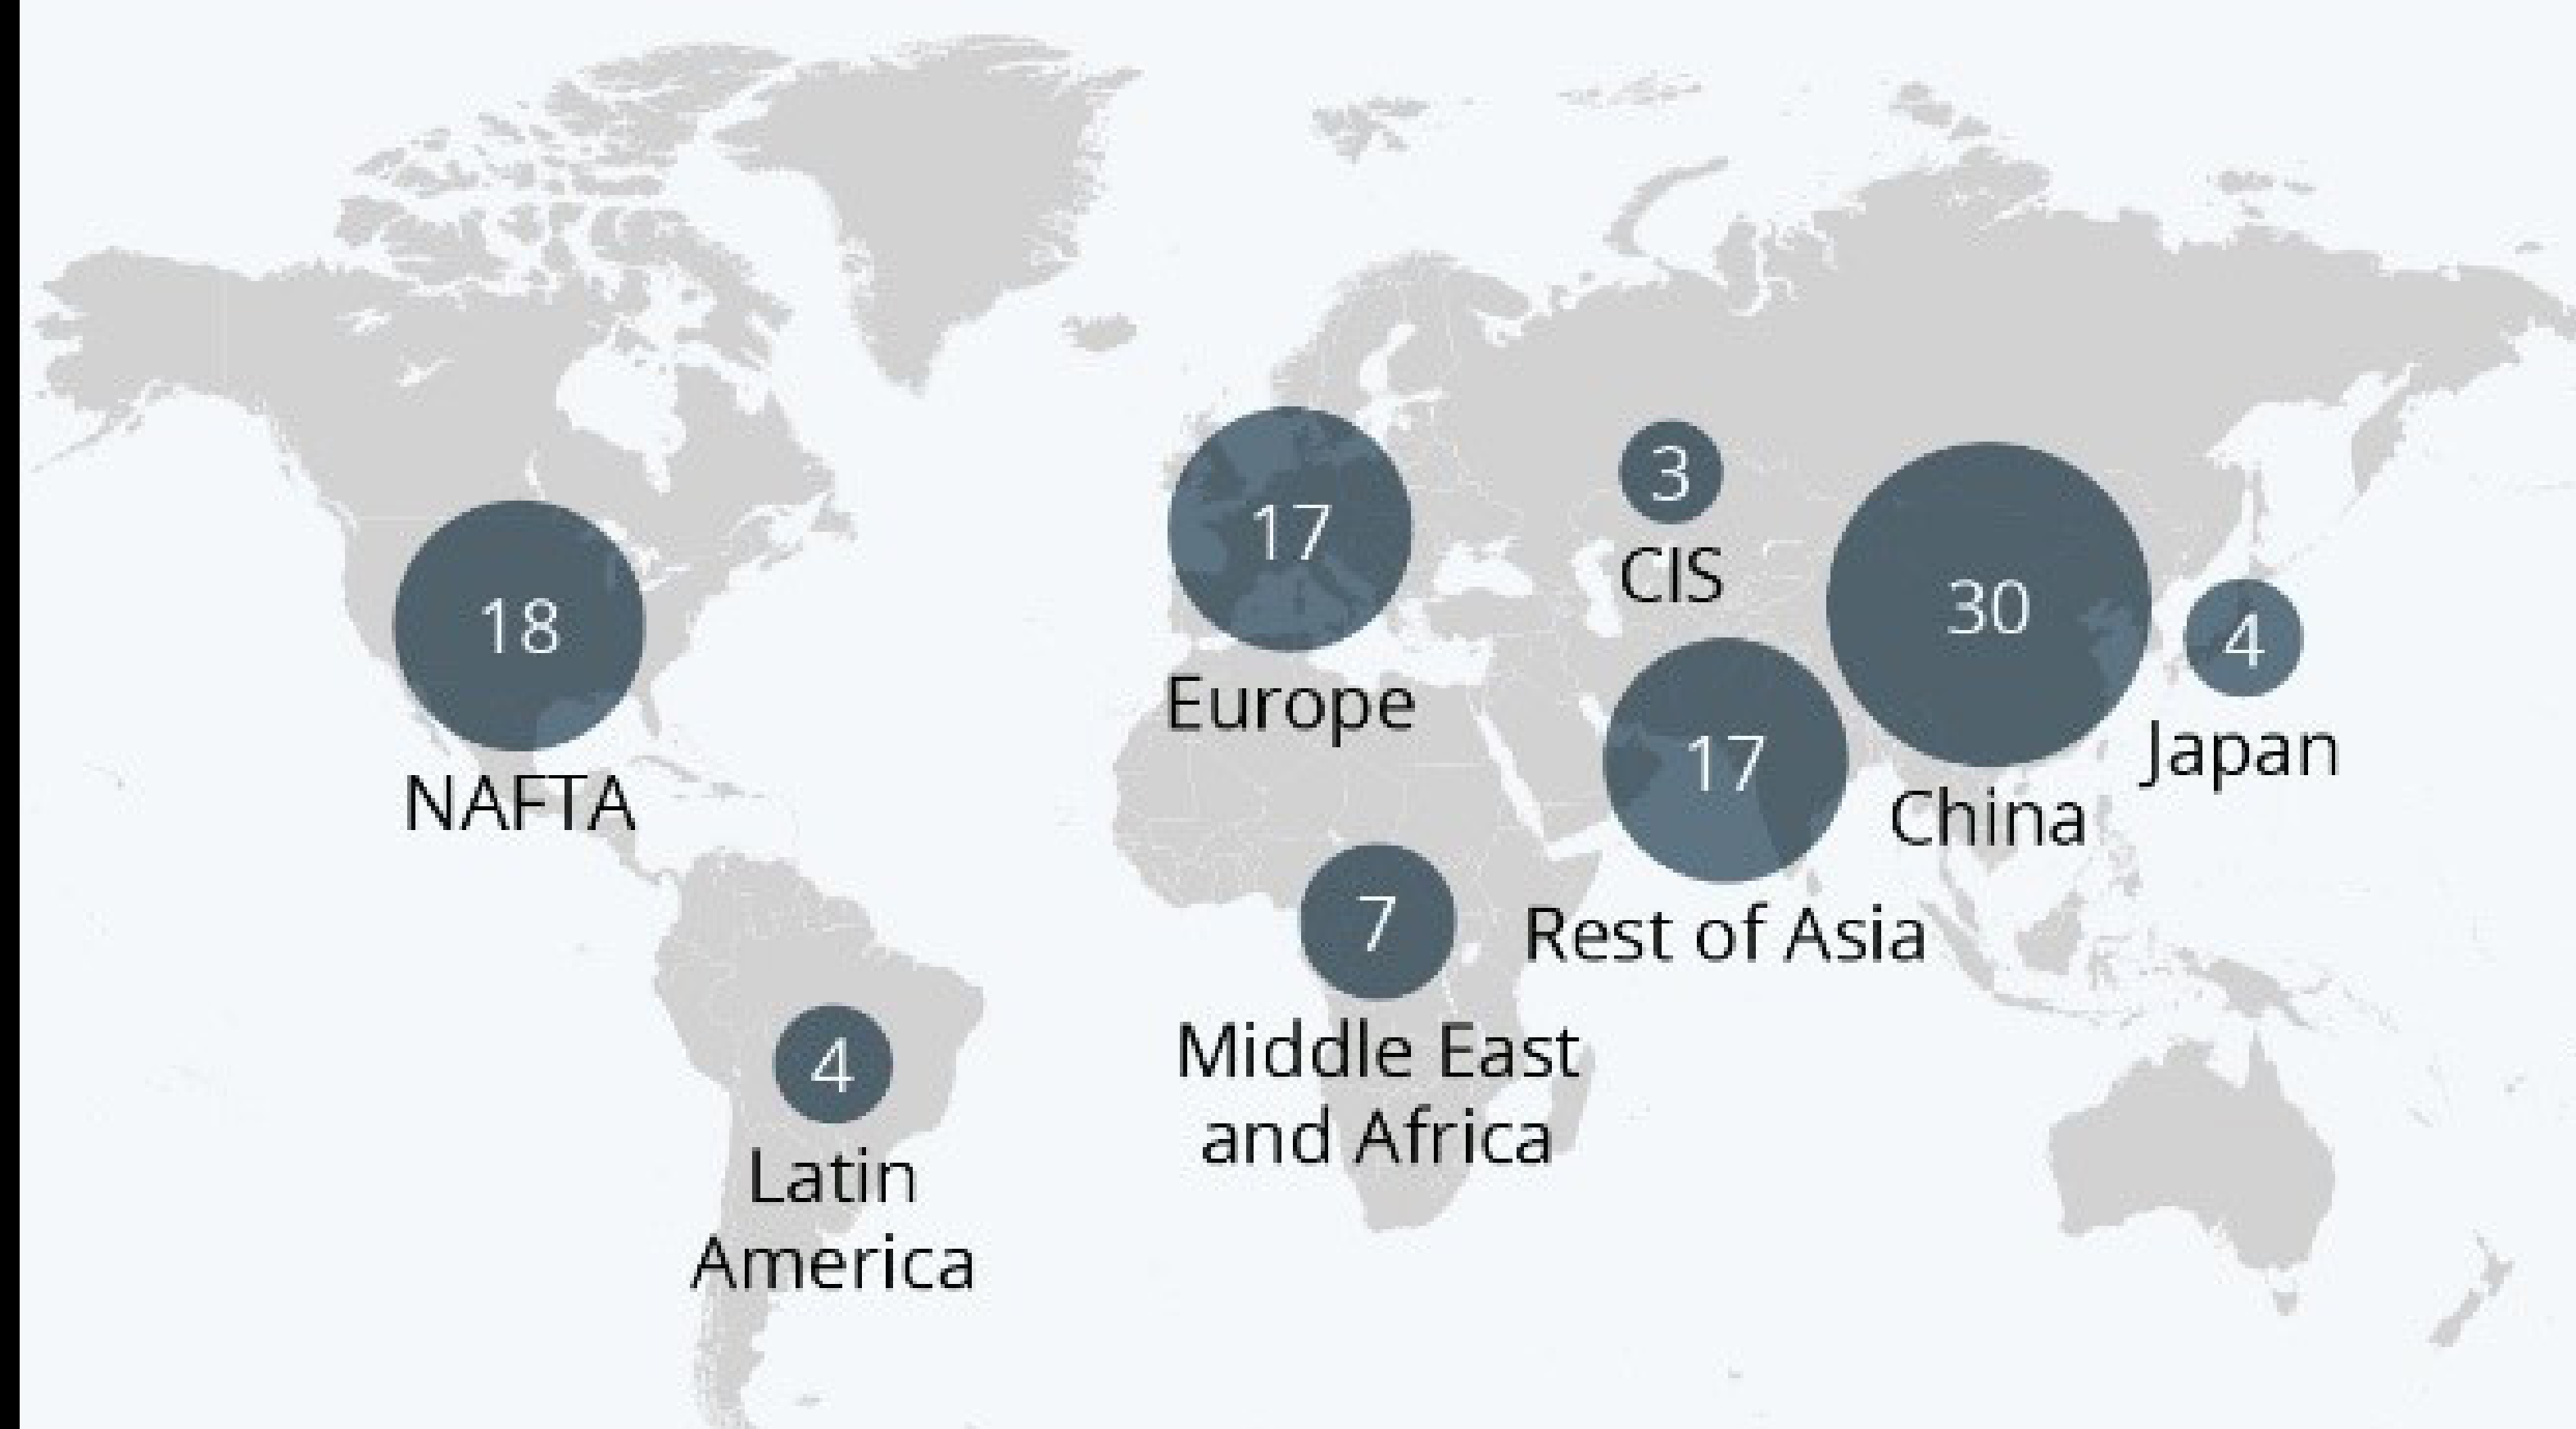 18
NAFTA
4
Latin
America
17
Europe
7
Middle East
and Africa
3
CIS
17
Rest of Asia
30
China
4
Japan